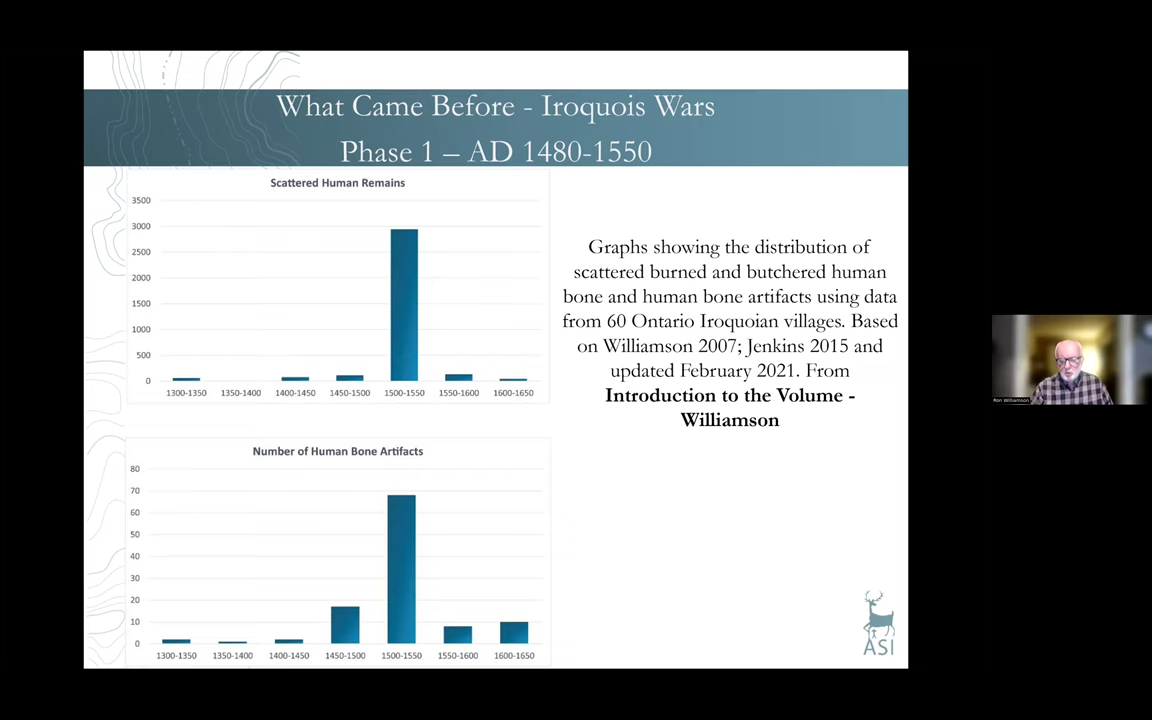 What Came Before - Iroquois Wars
Phase 1 – AD 1480-1550
Scattered Human Remains
3500
3000
2500
2000
1500
1000
500
0
1300-1350 1350-1400 1400-1450 1450-1500 1500-1550 1550-1600 1600-1650
Number of Human Bone Artifacts
80
70
60
50
40
30
20
10
0
1300-1350 1350-1400 1400-1450 1450-1500 1500-1550 1550-1600 1600-1650
Graphs showing the distribution of
scattered burned and butchered human
bone and human bone artifacts using data
from 60 Ontario Iroquoian villages. Based
on Williamson 2007; Jenkins 2015 and
updated February 2021. From
Introduction to the Volume -
Williamson
ASI
Ron Williamson